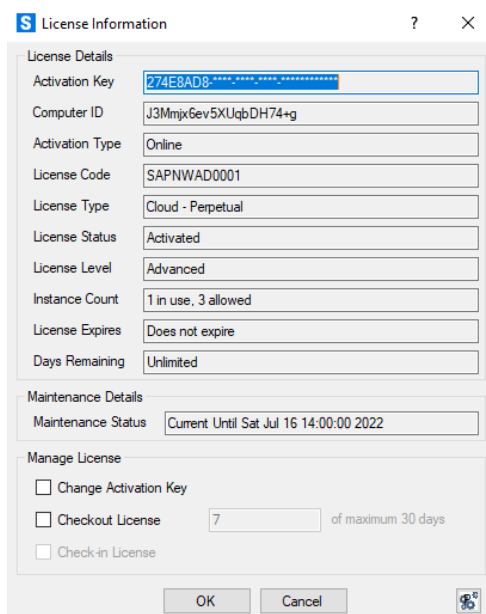 S License Information ? ×
License Details
Activation Key 274E8AD8-****-****-****-************
Computer ID J3Mmjx6ev5XUqbDH74+g
Activation Type Online
License Code SAPNWAD0001
License Type Cloud - Perpetual
License Status Activated
License Level Advanced
Instance Count 1 in use, 3 allowed
License Expires Does not expire
Days Remaining Unlimited
Maintenance Details
Maintenance Status Current Until Sat Jul 16 14:00:00 2022
Manage License
Change Activation Key
Checkout License 7 of maximum 30 days
Check-in License
OK Cancel